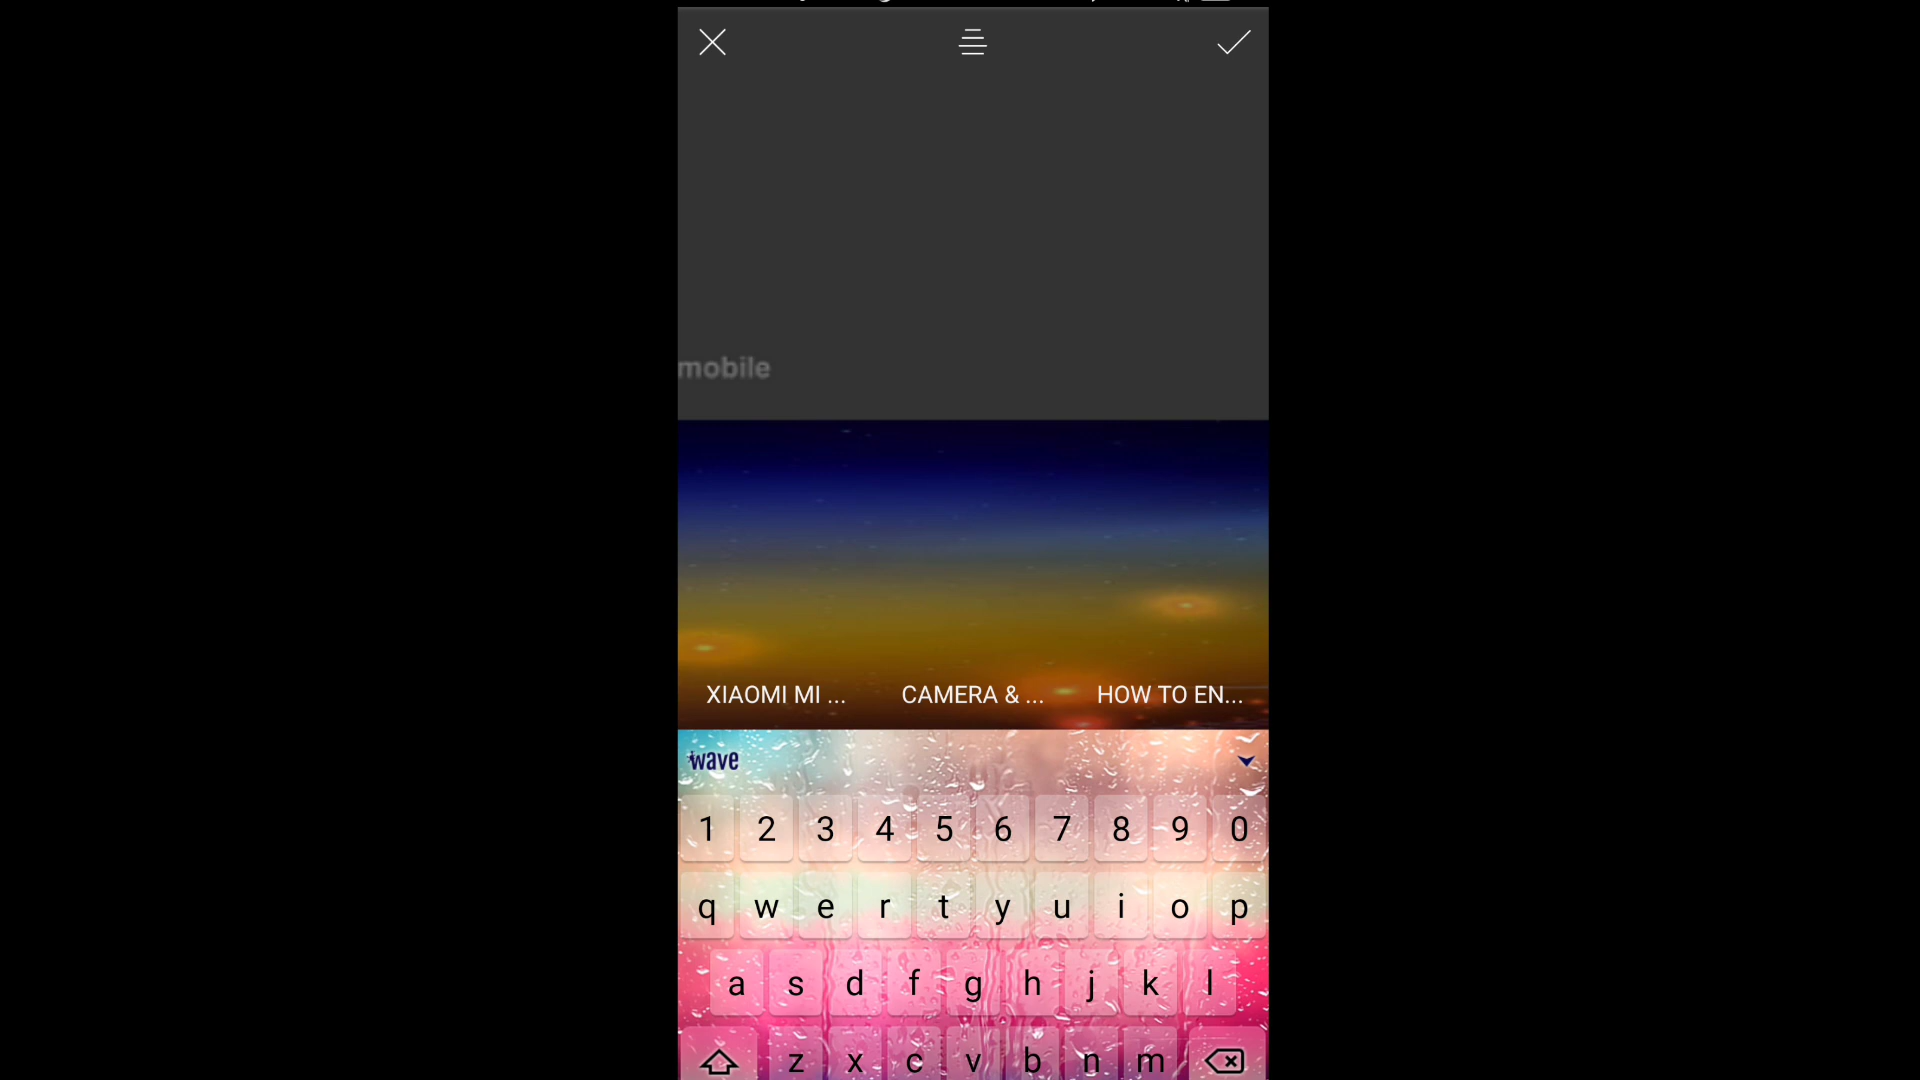 mobile
XIAOMI MI ... CAMERA & ... HOW TO EN...
wave
1 2 3 4 5 6 7 8 9 0
q w e r t y u i o p
a s d f g h j k l
z x c v b n m